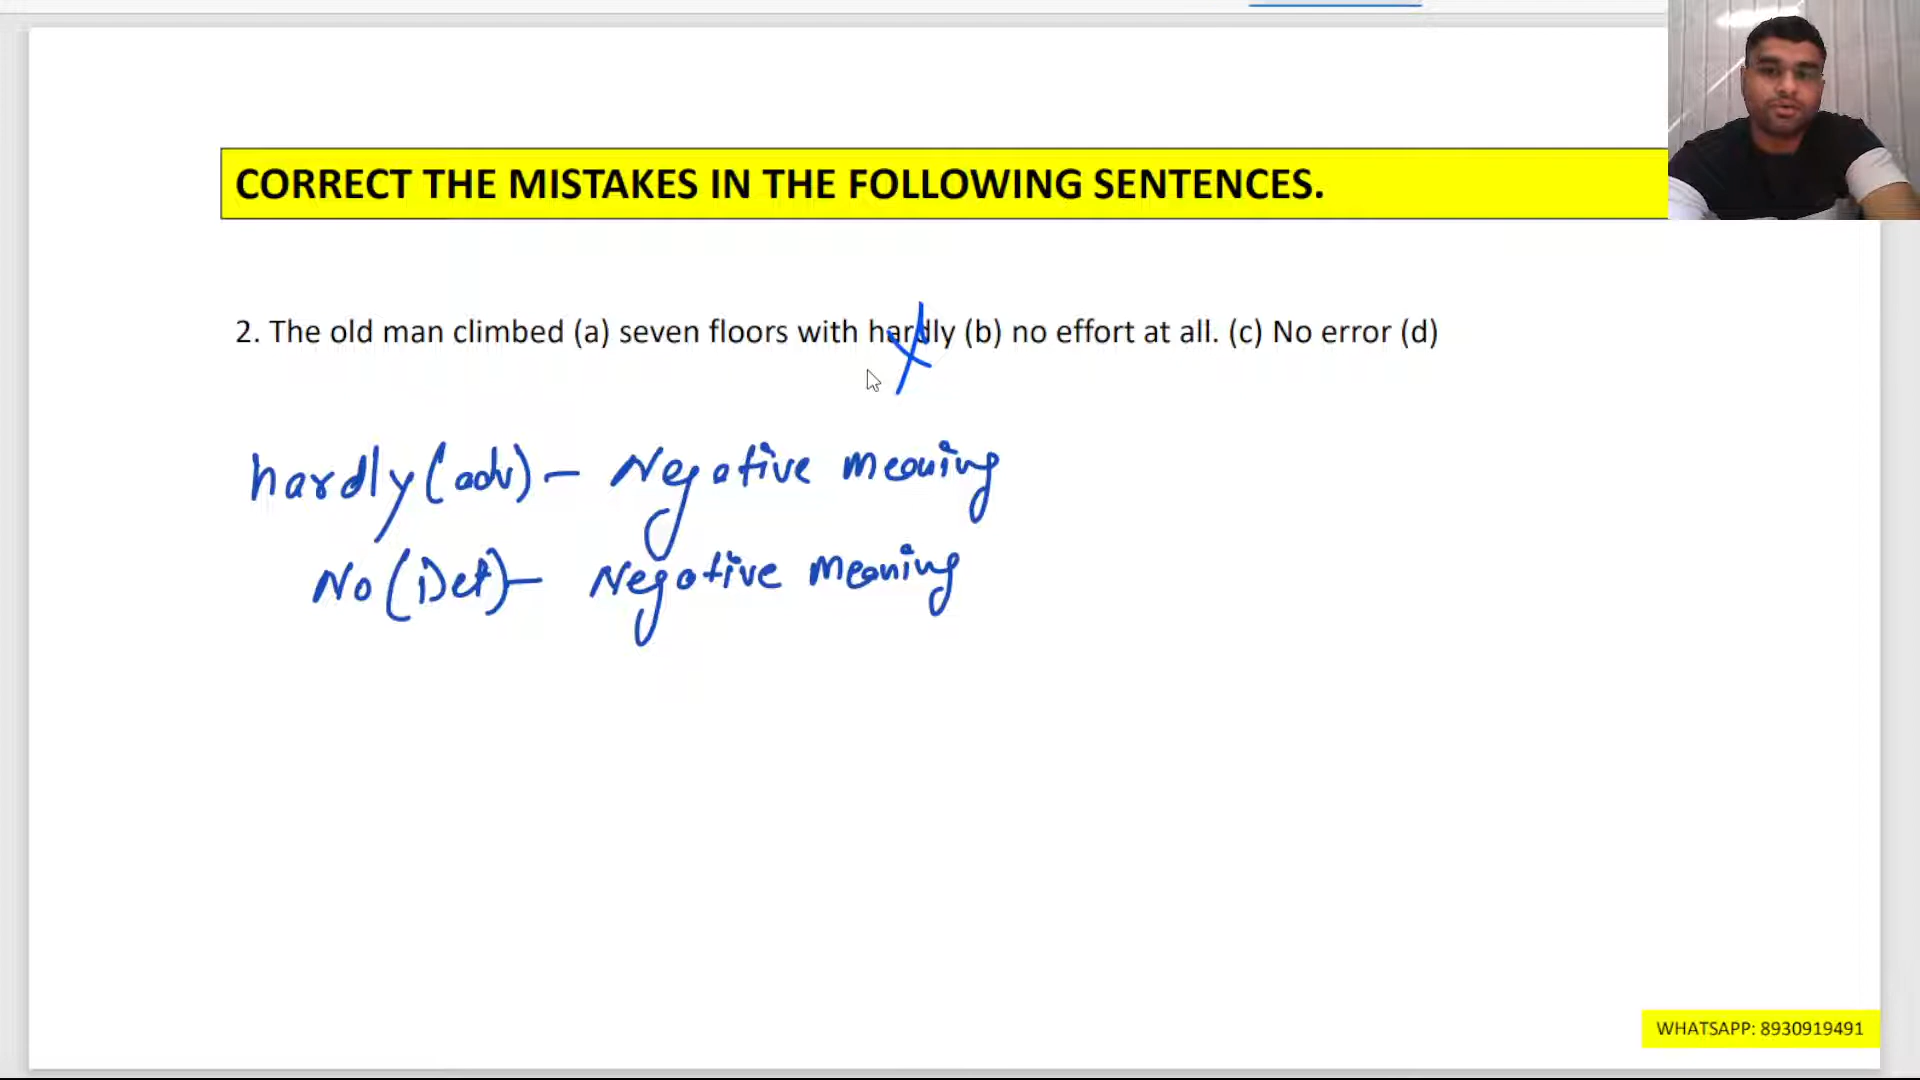 CORRECT THE MISTAKES IN THE FOLLOWING SENTENCES.
2. The old man climbed (a) seven floors with hardly (b) no effort at all. (c) No error (d)
hardly (adv) – Negative meaning
No (Det) – Negative meaning
WHATSAPP: 8930919491